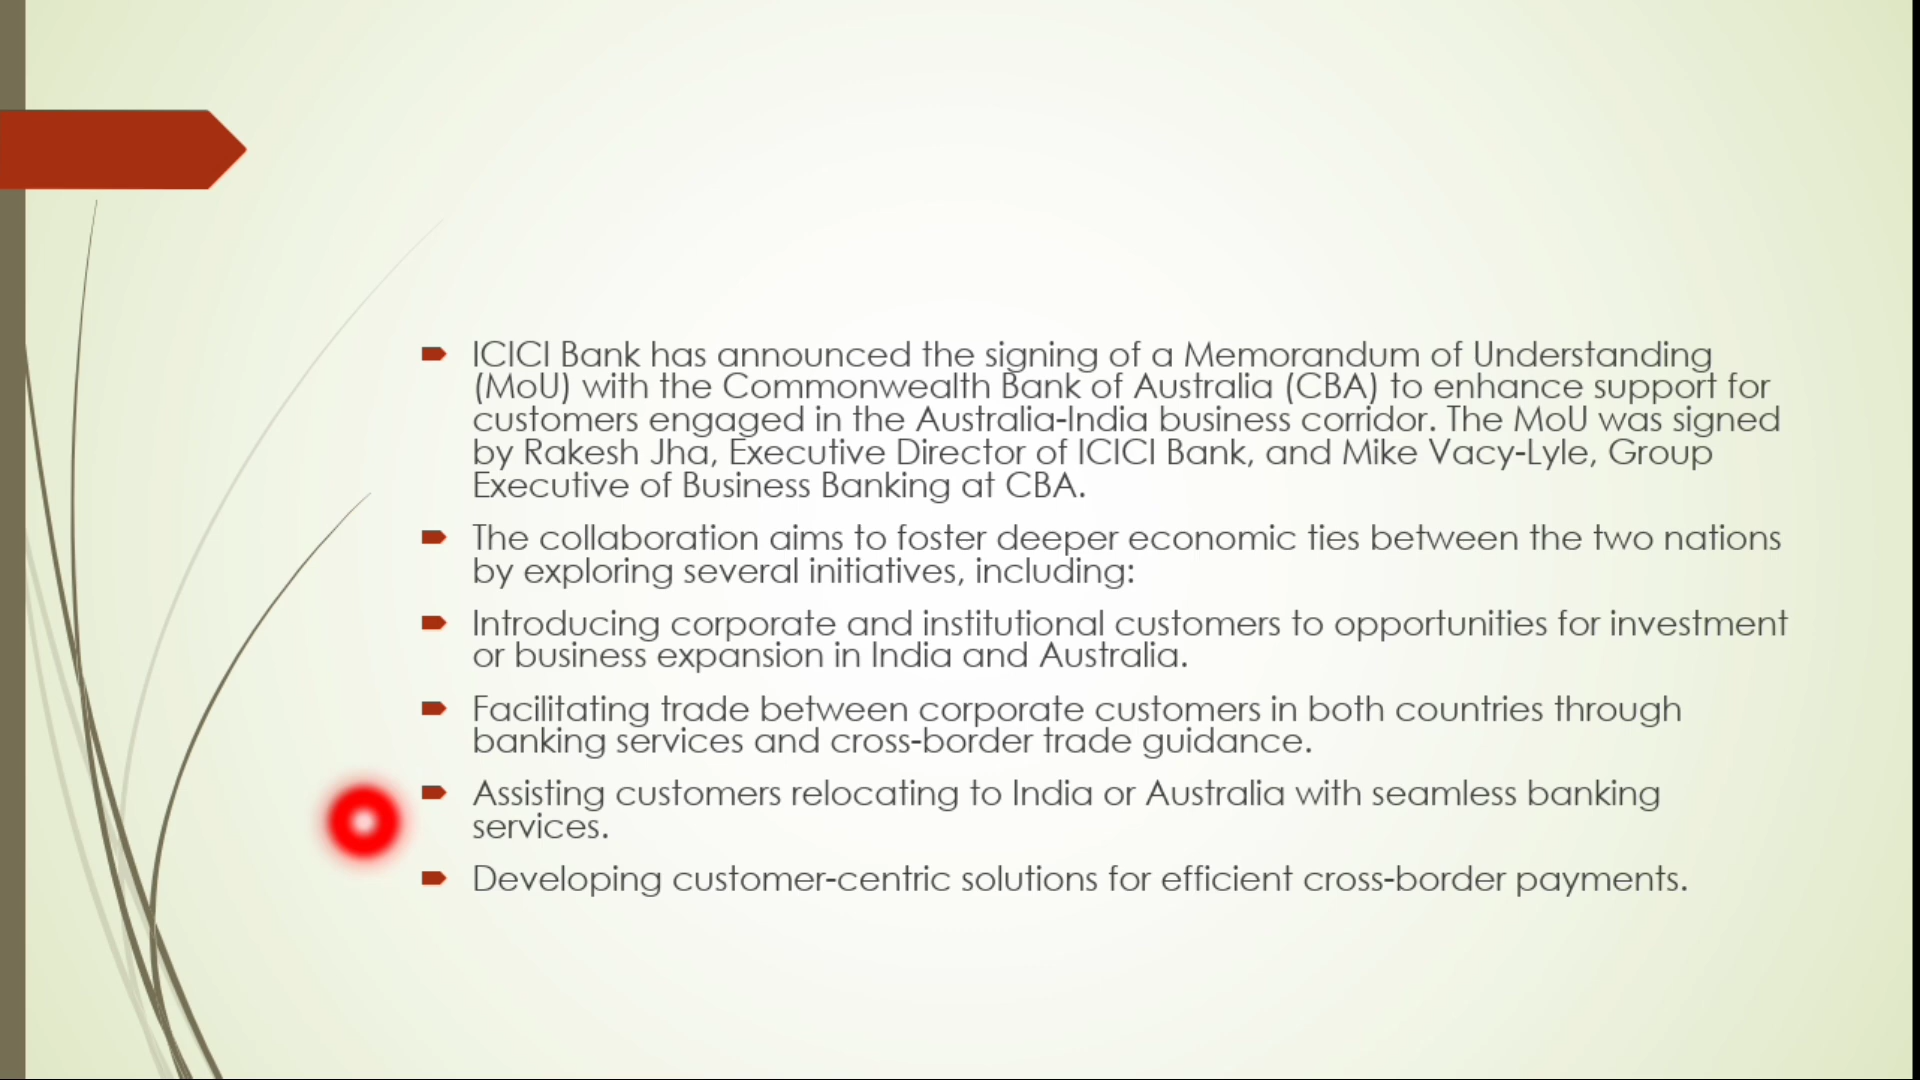 ICICI Bank has announced the signing of a Memorandum of Understanding
(MoU) with the Commonwealth Bank of Australia (CBA) to enhance support for
customers engaged in the Australia-India business corridor. The MoU was signed
by Rakesh Jha, Executive Director of ICICI Bank, and Mike Vacy-Lyle, Group
Executive of Business Banking at CBA.
The collaboration aims to foster deeper economic ties between the two nations
by exploring several initiatives, including:
Introducing corporate and institutional customers to opportunities for investment
or business expansion in India and Australia.
Facilitating trade between corporate customers in both countries through
banking services and cross-border trade guidance.
Assisting customers relocating to India or Australia with seamless banking
services.
Developing customer-centric solutions for efficient cross-border payments.